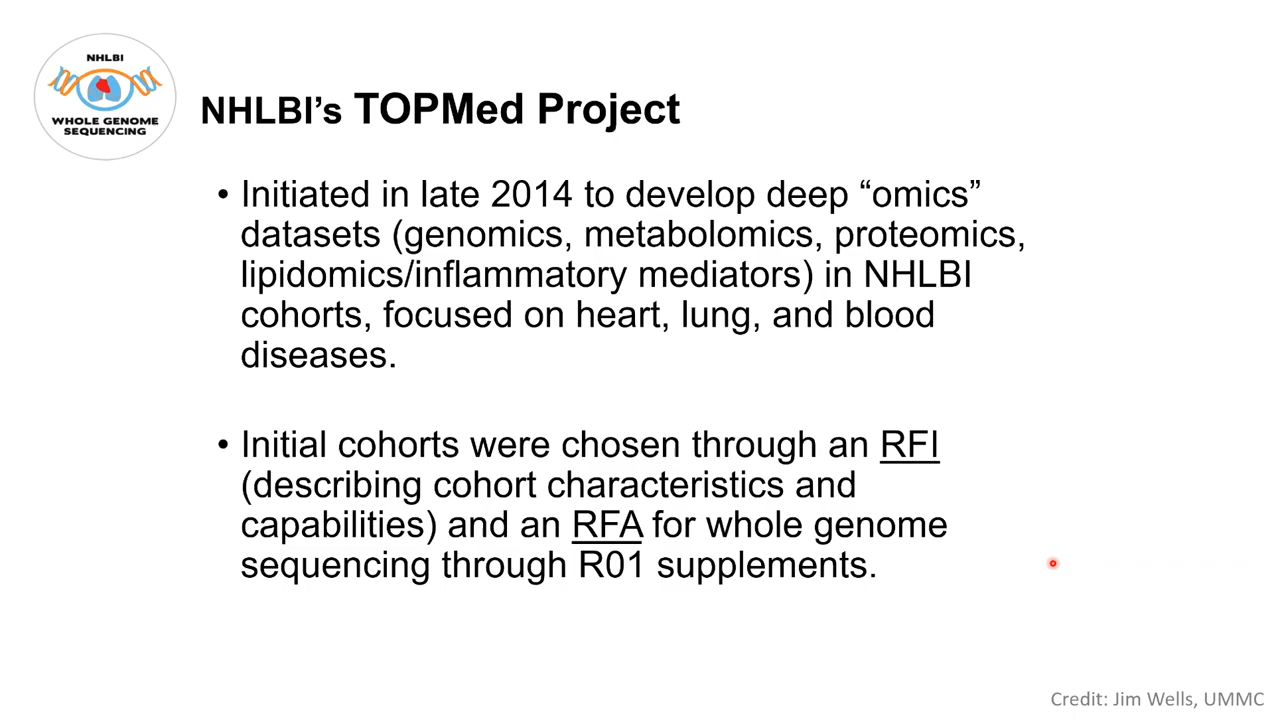 NHLBI
WHOLE GENOME
SEQUENCING
NHLBI’s TOPMed Project
• Initiated in late 2014 to develop deep “omics”
datasets (genomics, metabolomics, proteomics,
lipidomics/inflammatory mediators) in NHLBI
cohorts, focused on heart, lung, and blood
diseases.
• Initial cohorts were chosen through an RFI
(describing cohort characteristics and
capabilities) and an RFA for whole genome
sequencing through R01 supplements.
Credit: Jim Wells, UMMC